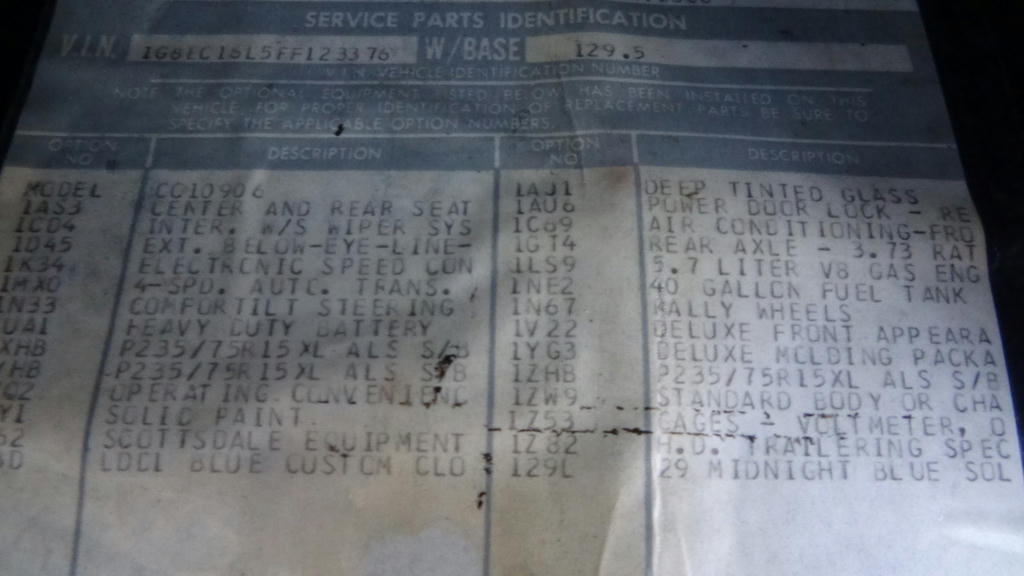 SERVICE PARTS IDENTIFICATION
V.I.N. 1G8EC16L5FF123376 W/BASE 129.5
V.I.N. VEHICLE IDENTIFICATION NUMBER
NOTE: THE OPTIONAL EQUIPMENT LISTED BELOW HAS BEEN INSTALLED ON THIS
VEHICLE. FOR PROPER IDENTIFICATION OF REPLACEMENT PARTS BE SURE TO
SPECIFY THE APPLICABLE OPTION NUMBERS.
OPTION NO. DESCRIPTION OPTION NO. DESCRIPTION
MODEL CC10906 1AJ1 DEEP TINTED GLASS
1AS3 CENTER AND REAR SEAT 1AU6 POWER DOOR LOCK - RE
1CD4 INTER. W/S WIPER SYS 1C69 AIR CONDITIONING-FRO
1D45 EXT. BELOW-EYE-LINE- 1GT4 REAR AXLE - 3.73 RAT
1K34 ELECTRONIC SPEED CON 1LS9 5.7 LITER V8 GAS ENG
1MX0 4-SPD. AUTO. TRANS. 1NE2 40 GALLON FUEL TANK
1N33 COMFORTILT STEERING 1N67 RALLY WHEELS
UA1 HEAVY DUTY BATTERY 1V22 DELUXE FRONT APPEARA
XHB P235/75R15XL ALS S/B 1YG3 DELUXE MOLDING PACKA
YHB P235/75R15XL ALS S/B 1ZHB P235/75R15XL ALS S/B
Q2 OPERATING CONVENIENC 1ZW9 STANDARD BODY OR CHA
Y1 SOLID PAINT 1Z53 GAGES - VOLTMETER, O
62 SCOTTSDALE EQUIPMENT 1Z82 H.D. TRAILERING SPEC
BLUE CUSTOM CLO 129L 29 MIDNIGHT BLUE SOL